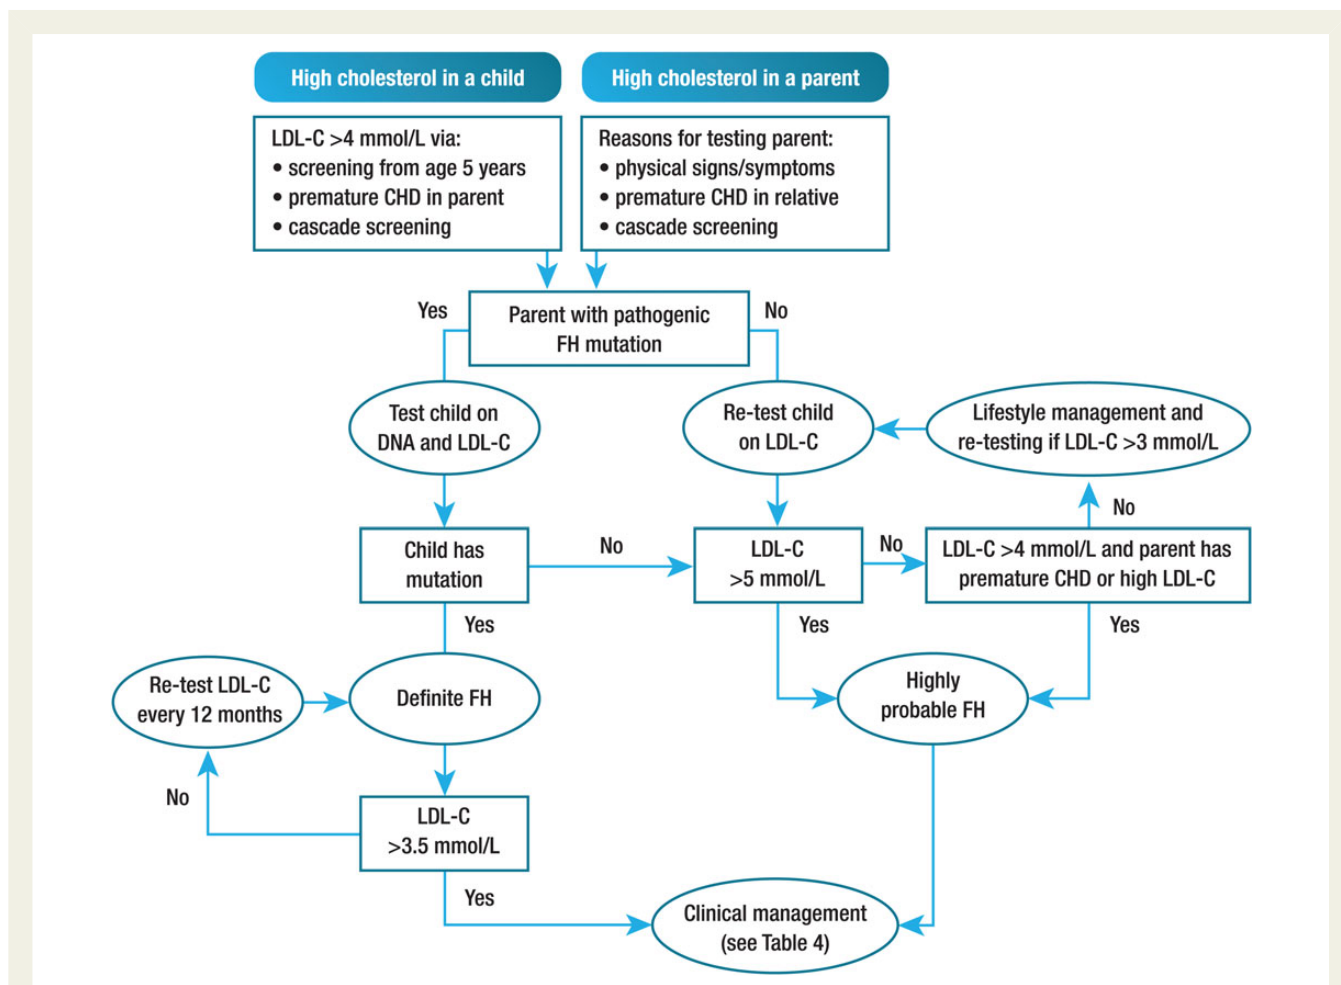 High cholesterol in a child
High cholesterol in a parent
LDL-C >4 mmol/L via:
• screening from age 5 years
• premature CHD in parent
• cascade screening
Reasons for testing parent:
• physical signs/symptoms
• premature CHD in relative
• cascade screening
Yes
Parent with pathogenic
FH mutation
No
Test child on
DNA and LDL-C
Re-test child
on LDL-C
Lifestyle management and
re-testing if LDL-C >3 mmol/L
No
Child has
mutation
No
LDL-C
>5 mmol/L
No
LDL-C >4 mmol/L and parent has
premature CHD or high LDL-C
Yes
Yes
Yes
Re-test LDL-C
every 12 months
Definite FH
Highly
probable FH
No
LDL-C
>3.5 mmol/L
Yes
Clinical management
(see Table 4)